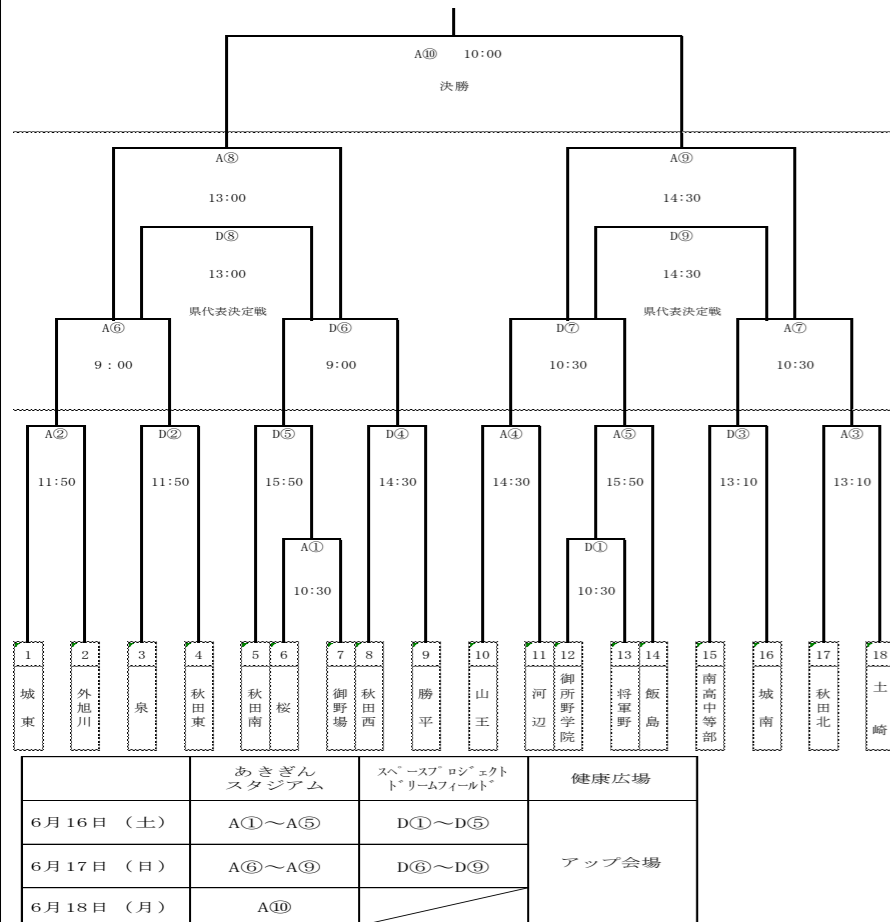 A⑩ 10:00
決勝
A⑧ A⑨
13:00 14:30
D⑧ D⑨
13:00 14:30
県代表決定戦 県代表決定戦
A⑥ D⑥ D⑦ A⑦
9:00 9:00 10:30 10:30
A② D② D⑤ D④ A④ A⑤ D③ A③
11:50 11:50 15:50 14:30 14:30 15:50 13:10 13:10
A① D①
10:30 10:30
1 2 3 4 5 6 7 8 9 10 11 12 13 14 15 16 17 18
城東
外旭川
泉
秋田東
秋田南
桜
御野場
秋田西
勝平
山王
河辺
御所野学院
将軍野
飯島
南高中等部
城南
秋田北
土崎
あきぎん
スタジアム
スペースプロジェクト
ドリームフィールド
健康広場
6月16日 (土) A①～A⑤ D①～D⑤
6月17日 (日) A⑥～A⑨ D⑥～D⑨
アップ会場
6月18日 (月) A⑩